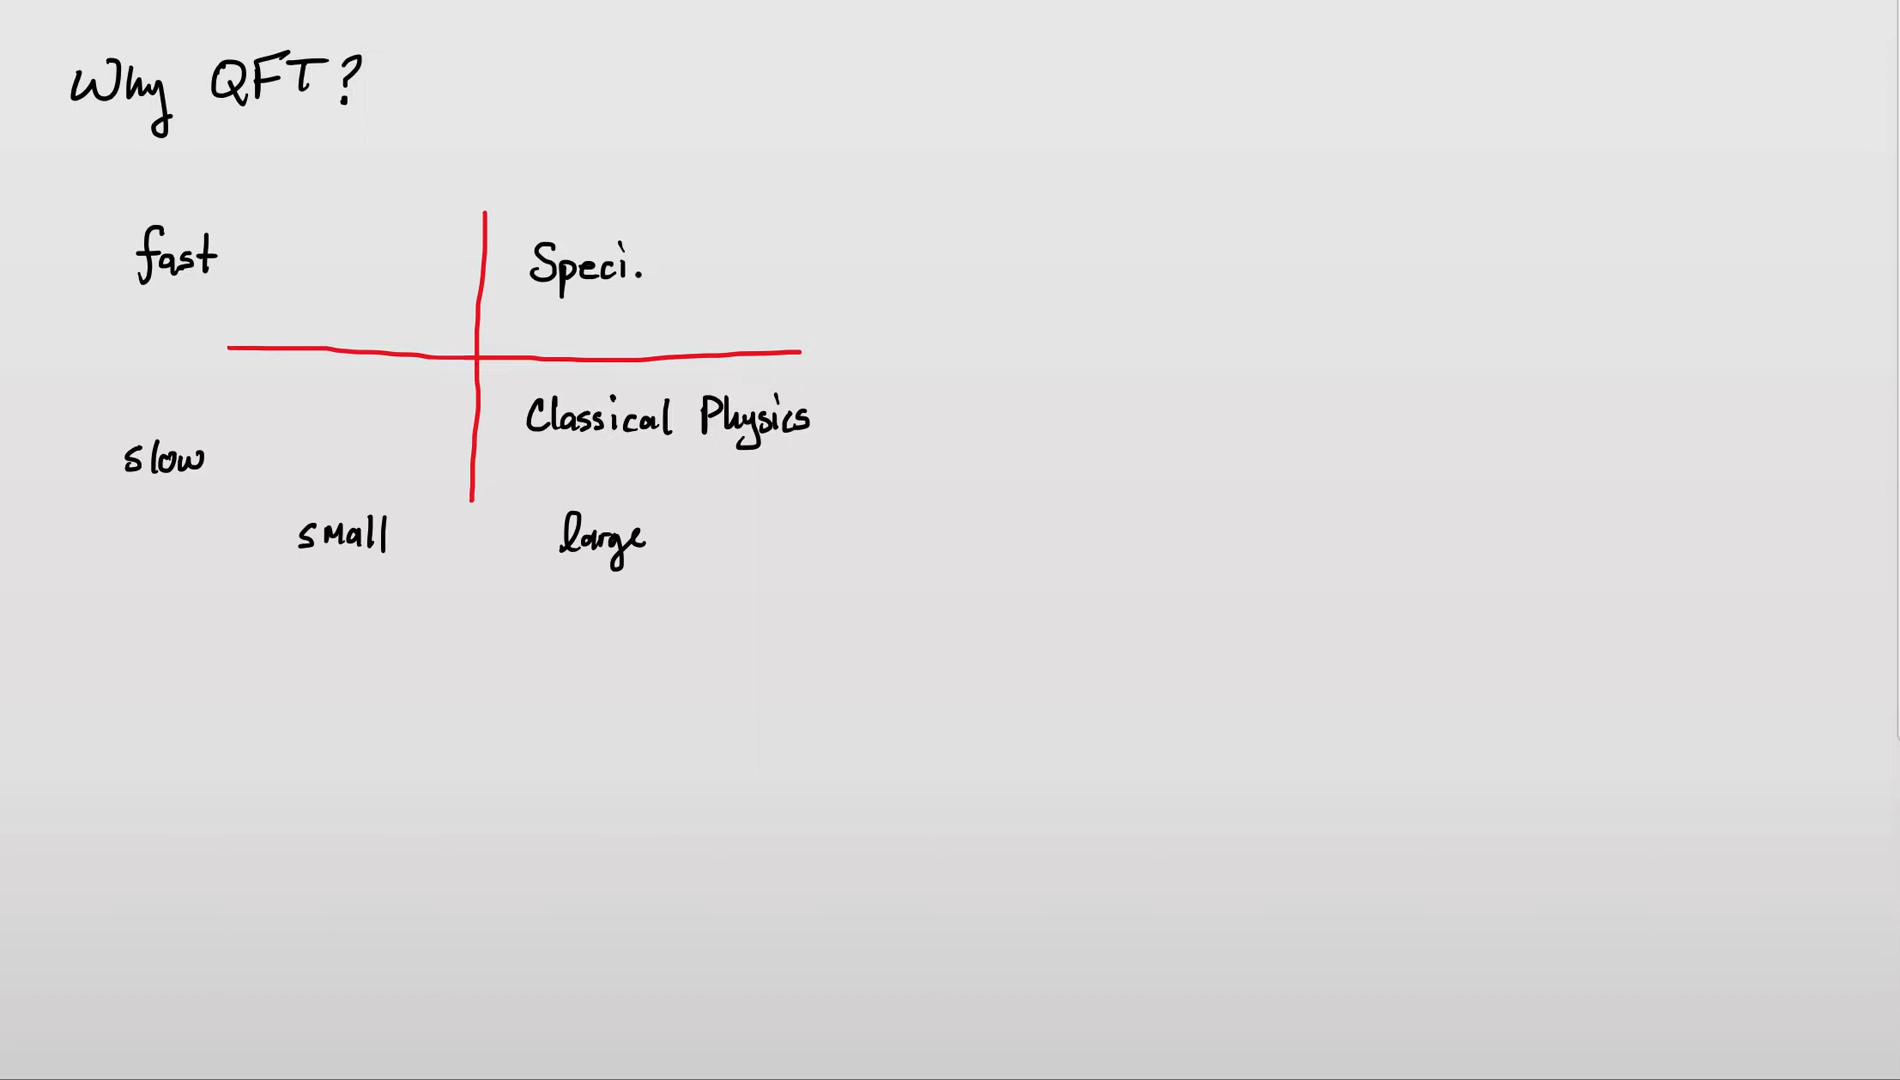 Why QFT?
fast
Speci.
Classical Physics
slow
small large